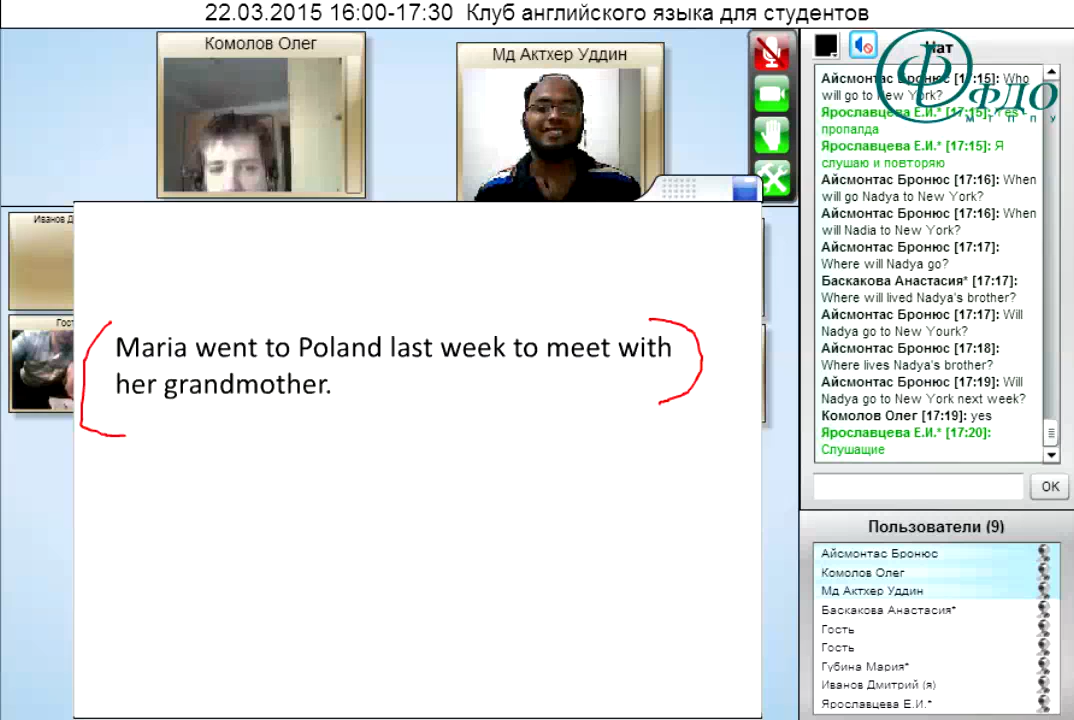 22.03.2015 16:00-17:30 Клуб английского языка для студентов
Комолов Олег
Мд Актхер Уддин
Иванов Д
Гос
Maria went to Poland last week to meet with
her grandmother.
Чат
ФДО
М Г П П У
Айсмонтас Бронюс [17:15]: Who
will go to New York?
Ярославцева Е.И.* [17:15]: Yes
пропалда
Ярославцева Е.И.* [17:15]: Я
слушаю и повторяю
Айсмонтас Бронюс [17:16]: When
will go Nadya to New York?
Айсмонтас Бронюс [17:16]: When
will Nadia to New York?
Айсмонтас Бронюс [17:17]:
Where will Nadya go?
Баскакова Анастасия* [17:17]:
Where will lived Nadya's brother?
Айсмонтас Бронюс [17:17]: Will
Nadya go to New Yourk?
Айсмонтас Бронюс [17:18]:
Where lives Nadya's brother?
Айсмонтас Бронюс [17:19]: Will
Nadya go to New York next week?
Комолов Олег [17:19]: yes
Ярославцева Е.И.* [17:20]:
Слушащие
OK
Пользователи (9)
Айсмонтас Бронюс
Комолов Олег
Мд Актхер Уддин
Баскакова Анастасия*
Гость
Гость
Губина Мария*
Иванов Дмитрий (я)
Ярославцева Е.И.*